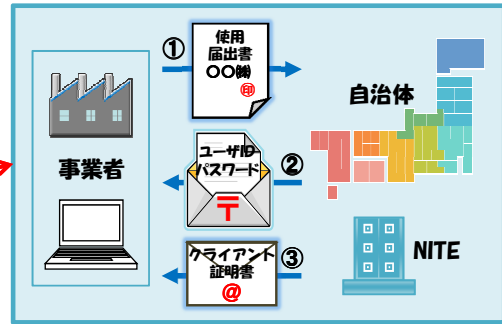 ①
使用
届出書
○○㈱
㊞
自治体
事業者
ユーザID
パスワード
〒
②
クライアント
証明書
@
③
NITE